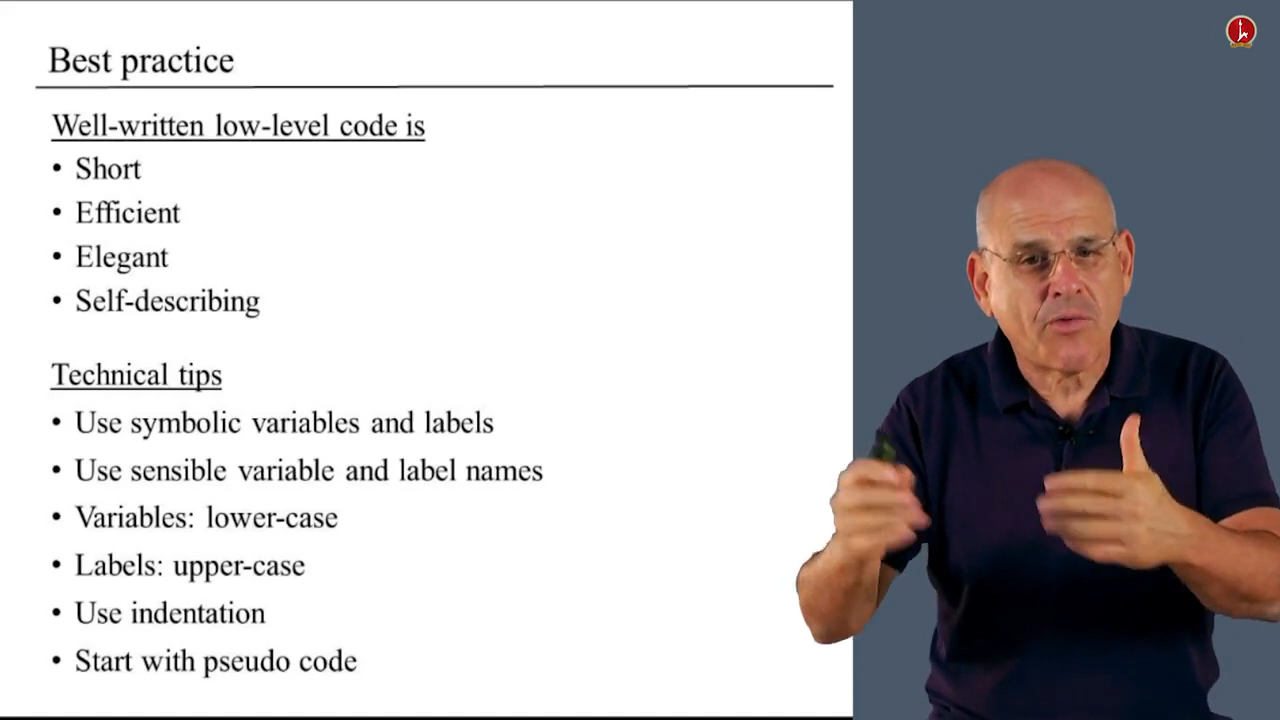 Best practice
Well-written low-level code is
• Short
• Efficient
• Elegant
• Self-describing
Technical tips
• Use symbolic variables and labels
• Use sensible variable and label names
• Variables: lower-case
• Labels: upper-case
• Use indentation
• Start with pseudo code